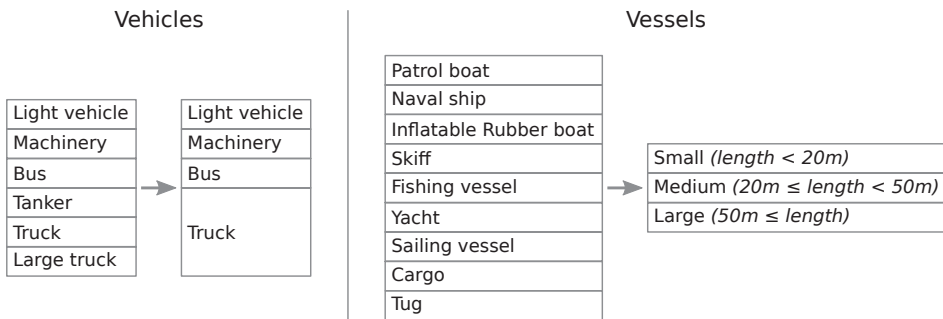 Vehicles
Light vehicle
Machinery
Bus
Tanker
Truck
Large truck
Light vehicle
Machinery
Bus
Truck
Vessels
Patrol boat
Naval ship
Inflatable Rubber boat
Skiff
Fishing vessel
Yacht
Sailing vessel
Cargo
Tug
Small (length < 20m)
Medium (20m ≤ length < 50m)
Large (50m ≤ length)